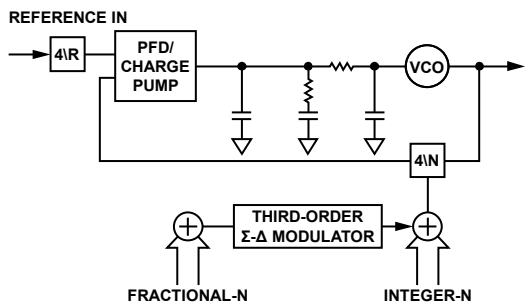 REFERENCE IN
4\R
PFD/
CHARGE
PUMP
VCO
4\N
THIRD-ORDER
Σ-Δ MODULATOR
FRACTIONAL-N
INTEGER-N